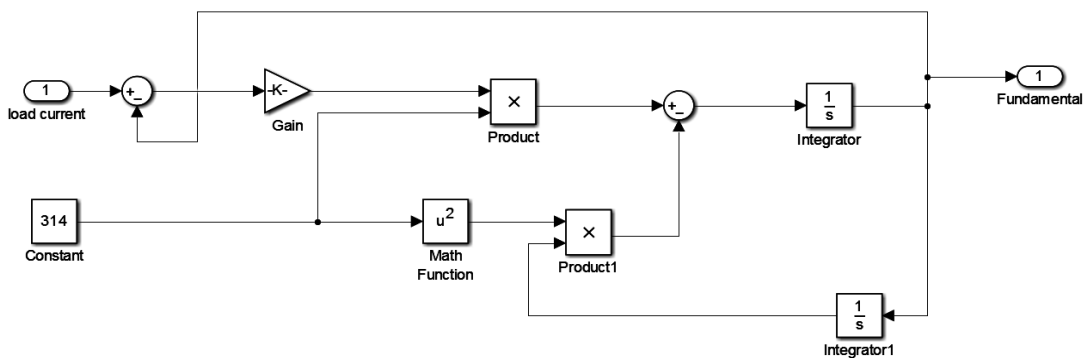 1
load current
+
−
-K-
Gain
×
Product
+
−
1
s
Integrator
1
Fundamental
314
Constant
u²
Math
Function
×
Product1
1
s
Integrator1